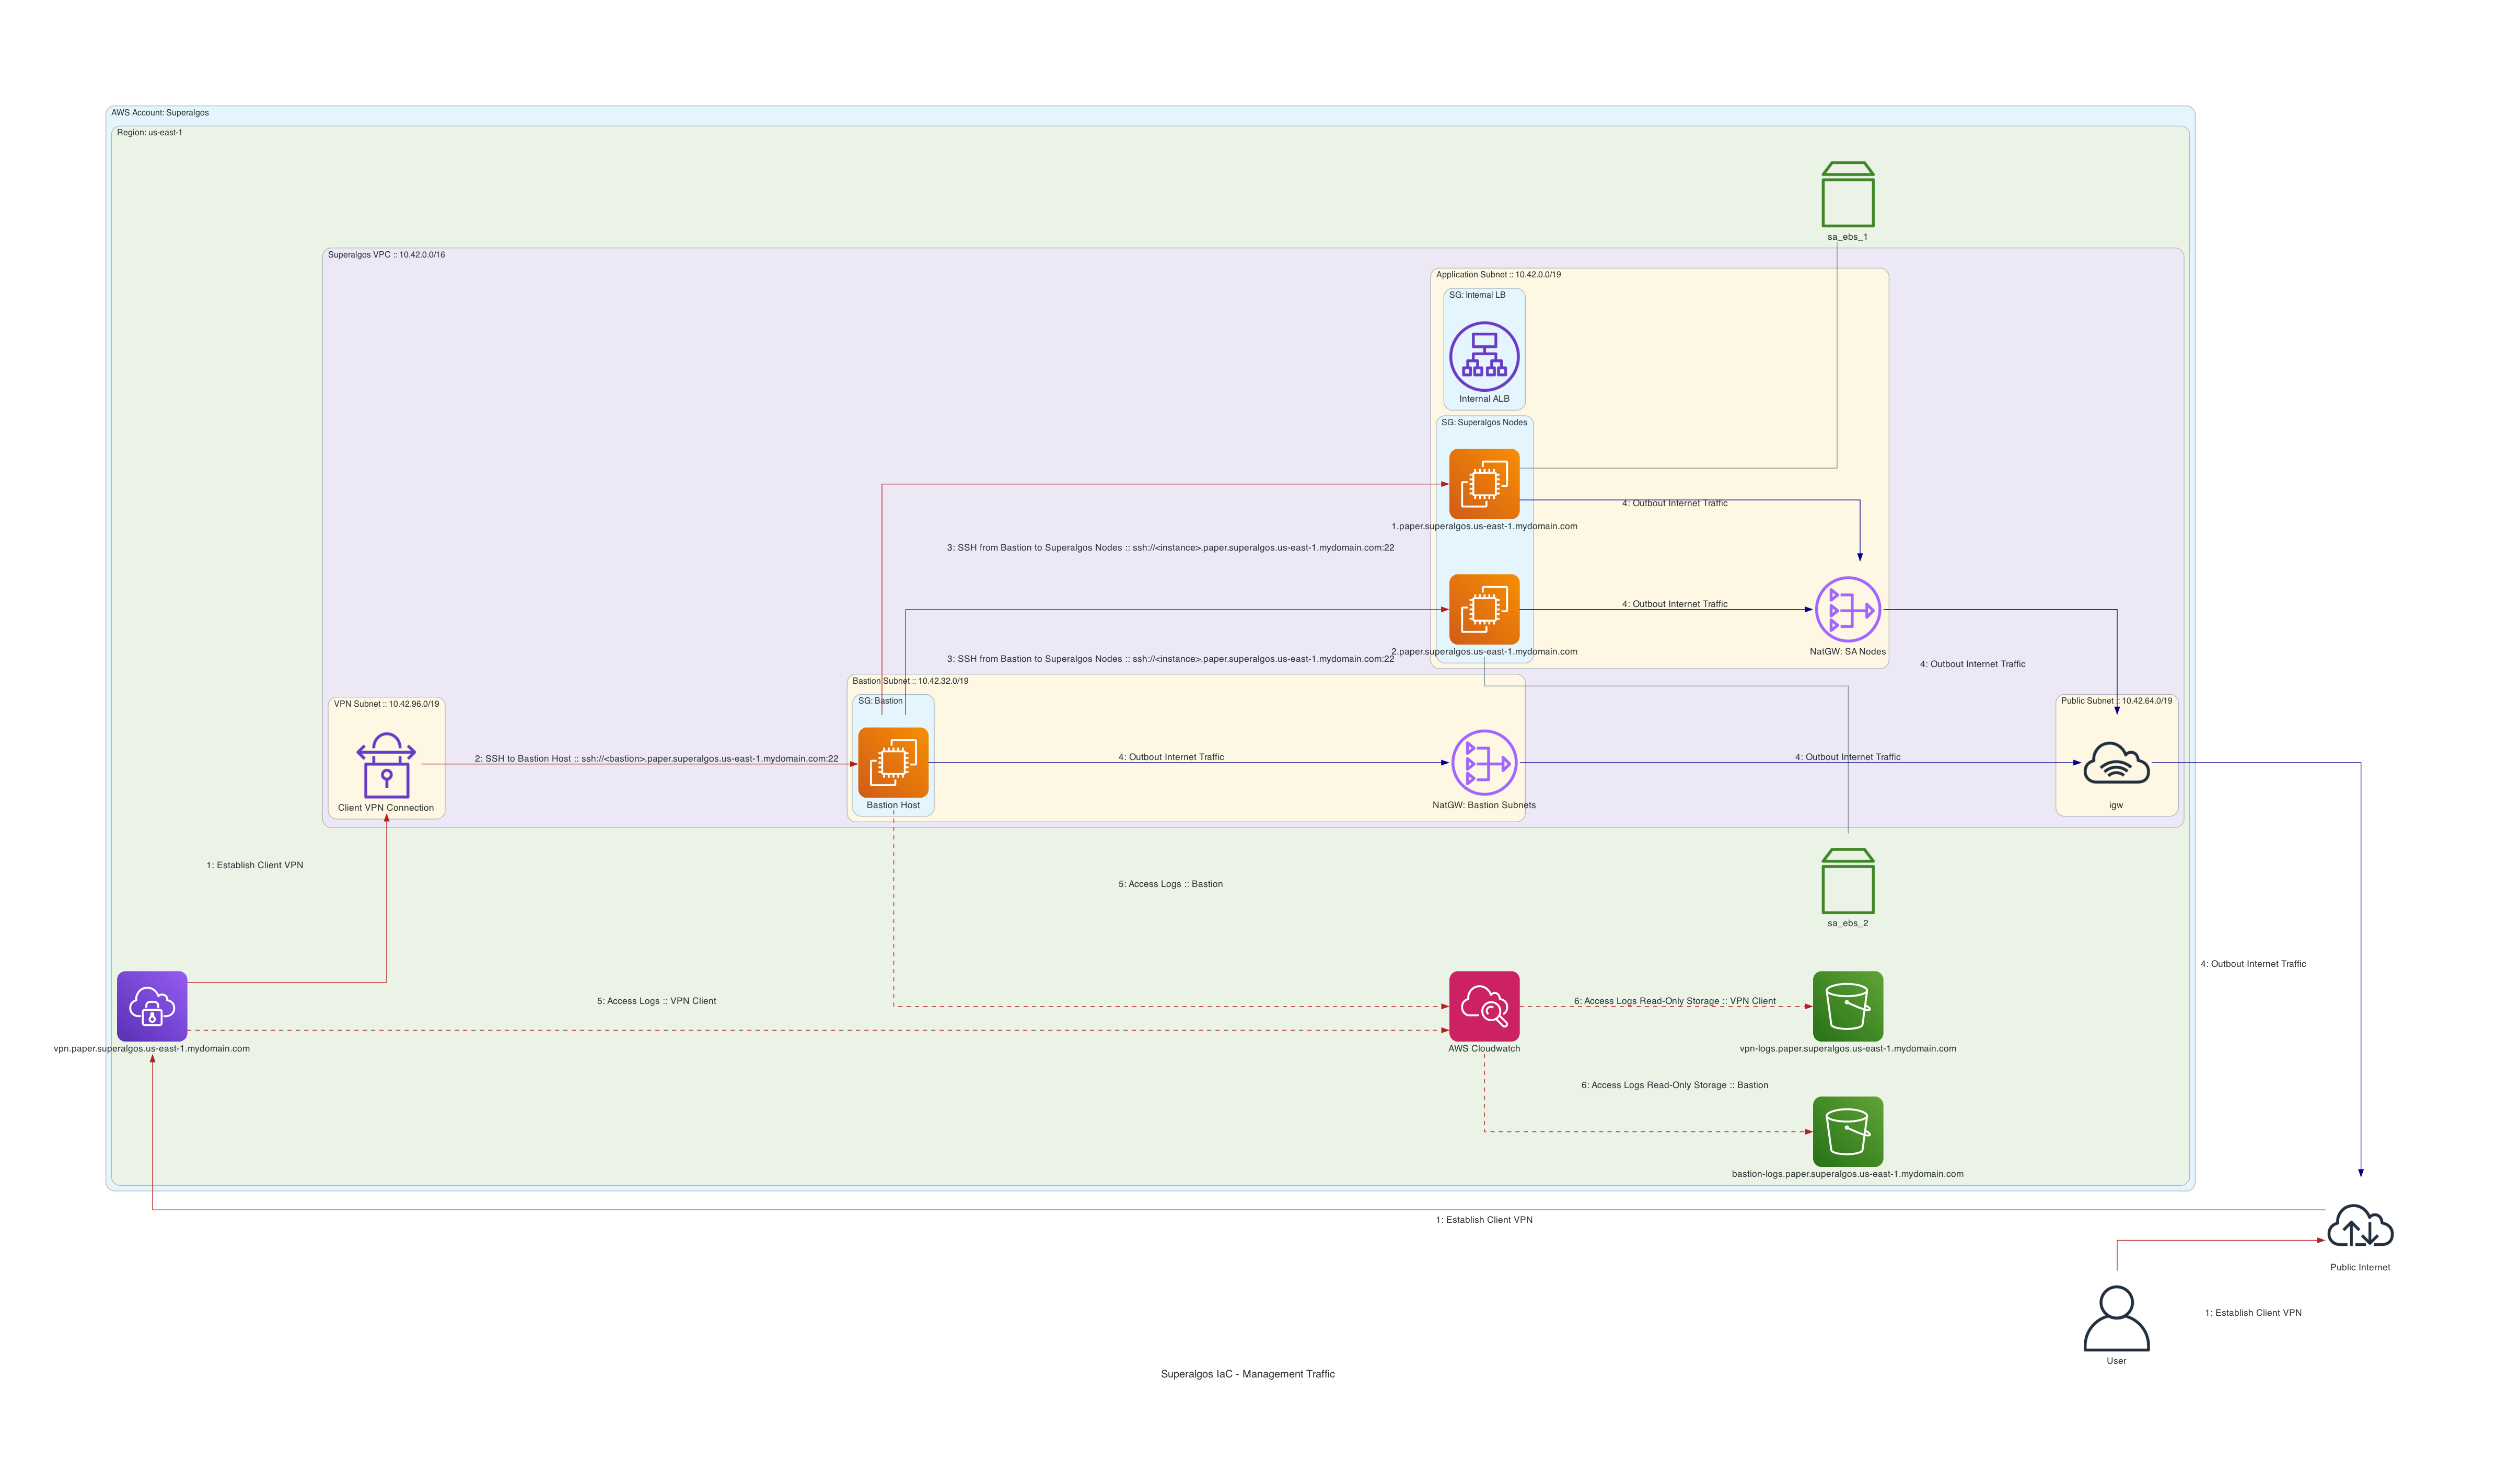 AWS Account: Superalgos
Region: us-east-1
sa_ebs_1
Superalgos VPC :: 10.42.0.0/16
Application Subnet :: 10.42.0.0/19
SG: Internal LB
Internal ALB
SG: Superalgos Nodes
4: Outbout Internet Traffic
1.paper.superalgos.us-east-1.mydomain.com
3: SSH from Bastion to Superalgos Nodes :: ssh://<instance>.paper.superalgos.us-east-1.mydomain.com:22
4: Outbout Internet Traffic
2.paper.superalgos.us-east-1.mydomain.com
NatGW: SA Nodes
3: SSH from Bastion to Superalgos Nodes :: ssh://<instance>.paper.superalgos.us-east-1.mydomain.com:22
4: Outbout Internet Traffic
Bastion Subnet :: 10.42.32.0/19
SG: Bastion
VPN Subnet :: 10.42.96.0/19
Public Subnet :: 10.42.64.0/19
2: SSH to Bastion Host :: ssh://<bastion>.paper.superalgos.us-east-1.mydomain.com:22
4: Outbout Internet Traffic
4: Outbout Internet Traffic
Client VPN Connection
Bastion Host
NatGW: Bastion Subnets
igw
1: Establish Client VPN
5: Access Logs :: Bastion
sa_ebs_2
4: Outbout Internet Traffic
5: Access Logs :: VPN Client
6: Access Logs Read-Only Storage :: VPN Client
vpn.paper.superalgos.us-east-1.mydomain.com
AWS Cloudwatch
vpn-logs.paper.superalgos.us-east-1.mydomain.com
6: Access Logs Read-Only Storage :: Bastion
bastion-logs.paper.superalgos.us-east-1.mydomain.com
1: Establish Client VPN
Public Internet
1: Establish Client VPN
User
Superalgos IaC - Management Traffic